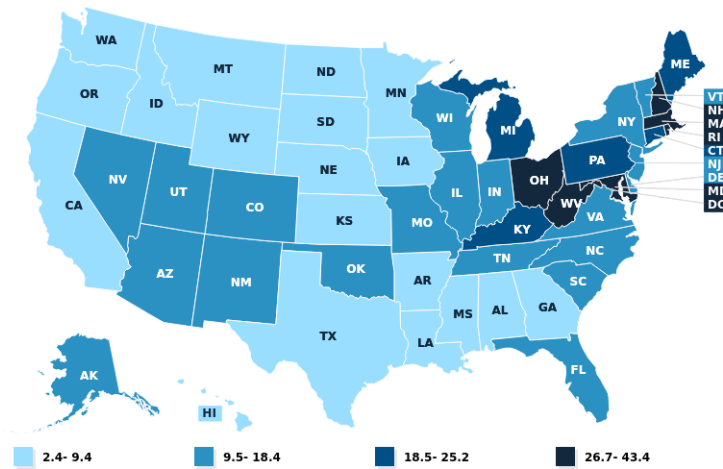 WA
MT
ND
MN
ME
OR
ID
SD
WI
MI
NY
VT
NH
MA
RI
CT
NJ
DE
MD
DC
WY
NE
IA
PA
NV
UT
CO
KS
MO
IL
IN
OH
WV
VA
KY
CA
AZ
NM
OK
AR
TN
NC
SC
TX
LA
MS
AL
GA
FL
AK
HI
2.4- 9.4
9.5- 18.4
18.5- 25.2
26.7- 43.4